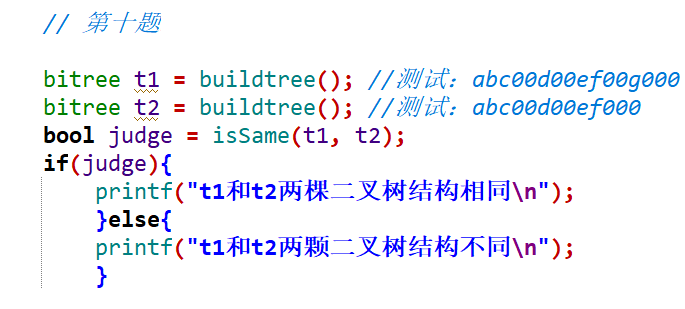 // 第十题
bitree t1 = buildtree(); //测试：abc00d00ef00g000
bitree t2 = buildtree(); //测试：abc00d00ef000
bool judge = isSame(t1, t2);
if(judge){
printf("t1和t2两棵二叉树结构相同\n");
}else{
printf("t1和t2两颗二叉树结构不同\n");
}